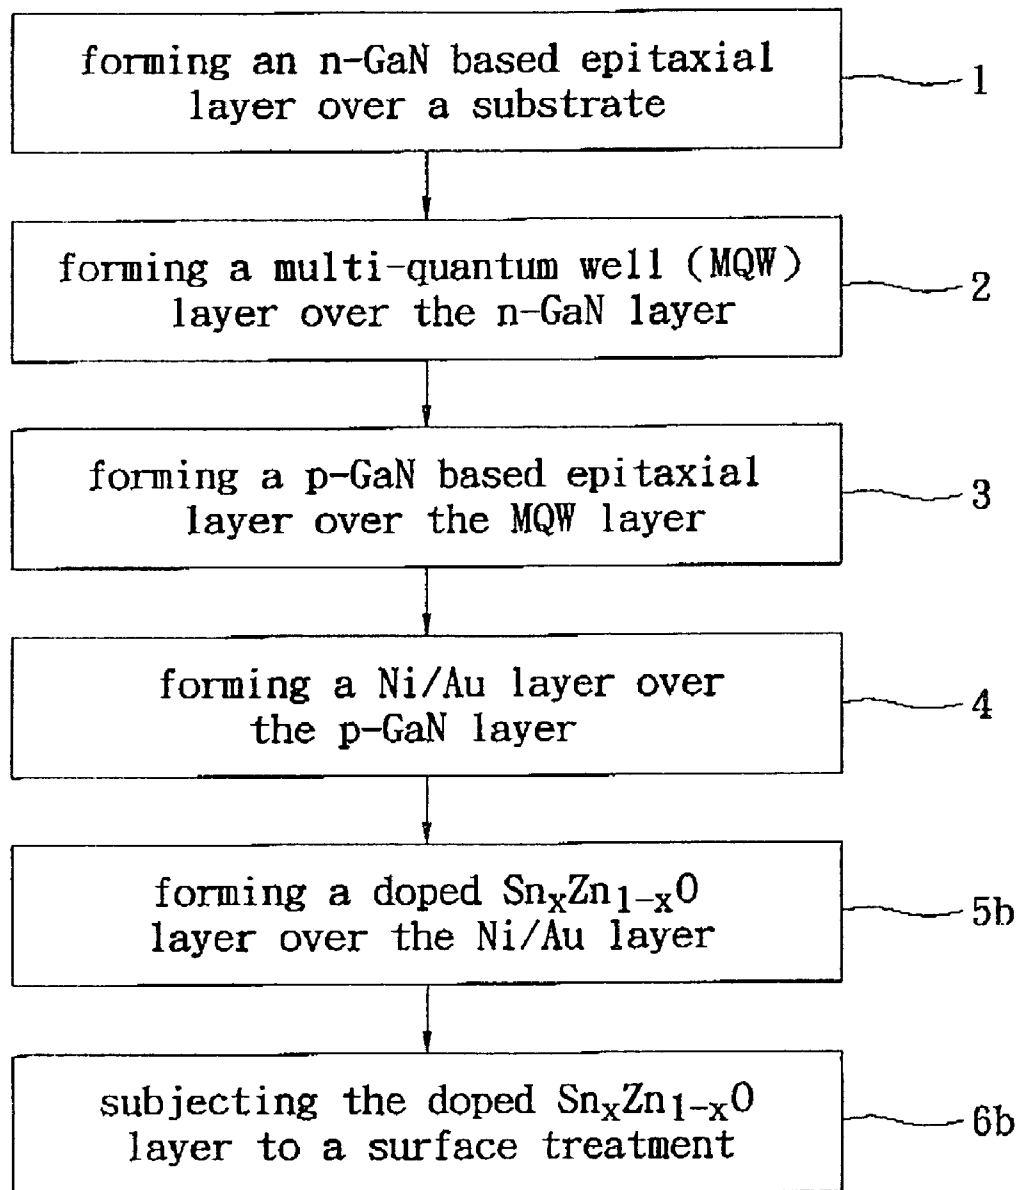 forming an n-GaN based epitaxial
layer over a substrate
1
forming a multi-quantum well (MQW)
layer over the n-GaN layer
2
forming a p-GaN based epitaxial
layer over the MQW layer
3
forming a Ni/Au layer over
the p-GaN layer
4
forming a doped SnₓZn₁₋ₓO
layer over the Ni/Au layer
5b
subjecting the doped SnₓZn₁₋ₓO
layer to a surface treatment
6b